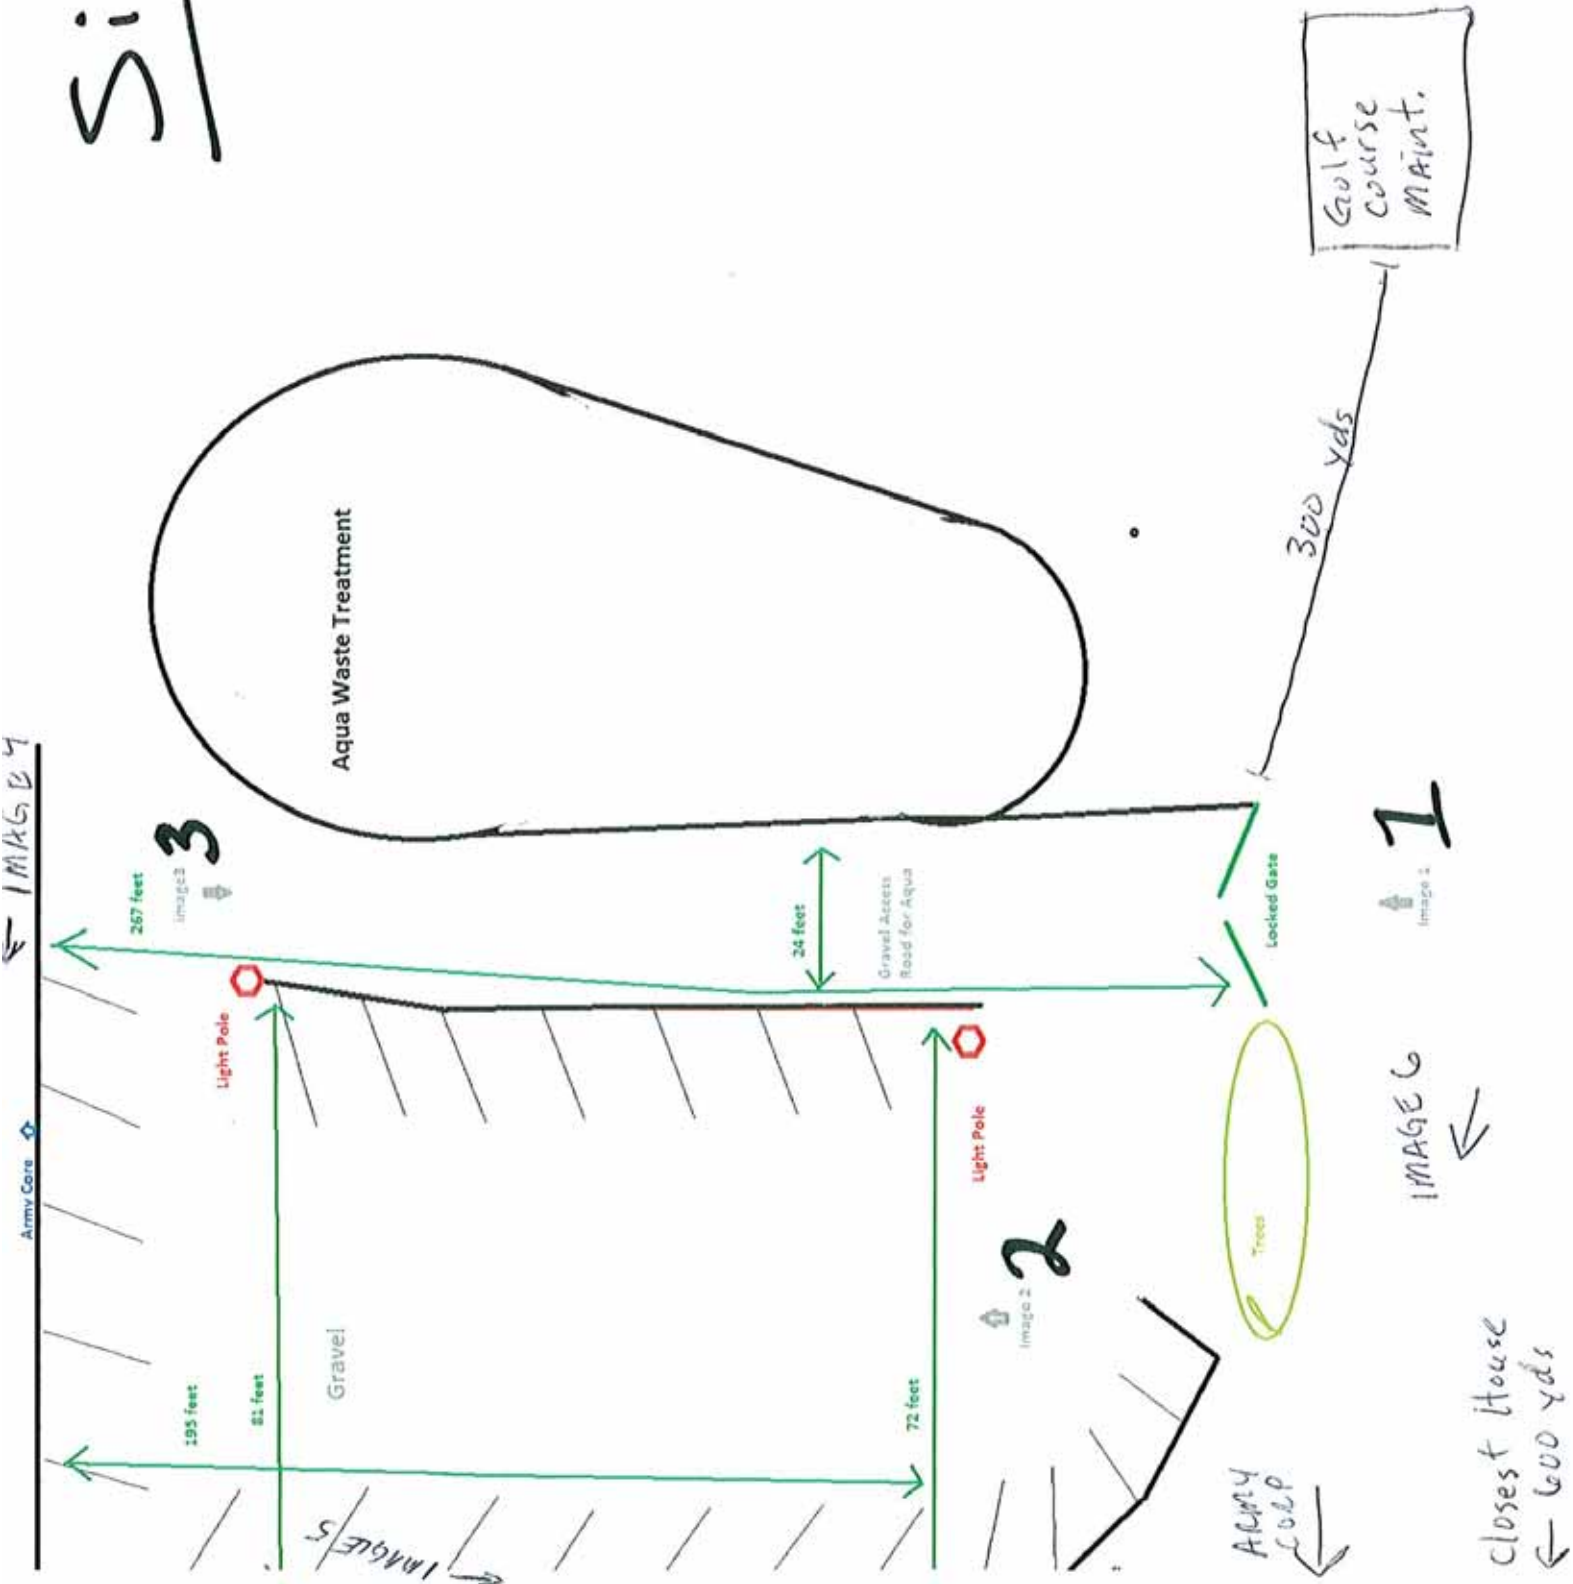 Si
← IMAGE 4
Army Core
267 feet
Image3
3
Light Pole
Aqua Waste Treatment
195 feet
81 feet
Gravel
IMAGE 5
24 feet
Gravel Access
Road for Aqua
72 feet
Light Pole
Image 2
2
Locked Gate
Trees
300 yds
Golf
course
MAint.
Image 1
1
IMAGE 6
ARMY
CORP
Closest House
← 600 yds